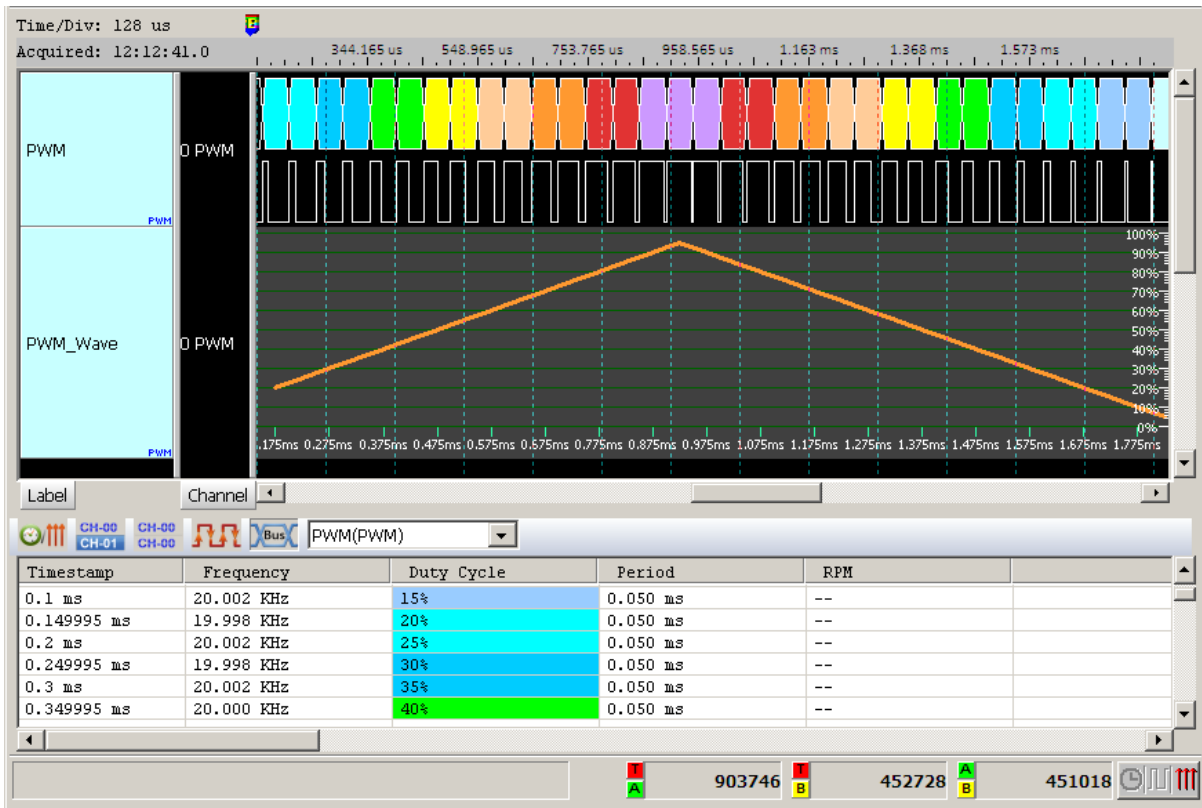 Time/Div: 128 us
B
Acquired: 12:12:41.0
344.165 us 548.965 us 753.765 us 958.565 us 1.163 ms 1.368 ms 1.573 ms
PWM 0 PWM
PWM
100%
90%
80%
70%
60%
50%
40%
30%
20%
10%
0%
PWM_Wave 0 PWM
.175ms 0.275ms 0.375ms 0.475ms 0.575ms 0.675ms 0.775ms 0.875ms 0.975ms 1.075ms 1.175ms 1.275ms 1.375ms 1.475ms 1.575ms 1.675ms 1.775ms
PWM
Label Channel
CH-00 CH-00
CH-01 CH-00
Bus PWM(PWM)
Timestamp Frequency Duty Cycle Period RPM
0.1 ms 20.002 KHz 15% 0.050 ms --
0.149995 ms 19.998 KHz 20% 0.050 ms --
0.2 ms 20.002 KHz 25% 0.050 ms --
0.249995 ms 19.998 KHz 30% 0.050 ms --
0.3 ms 20.002 KHz 35% 0.050 ms --
0.349995 ms 20.000 KHz 40% 0.050 ms --
T A 903746 T B 452728 A B 451018